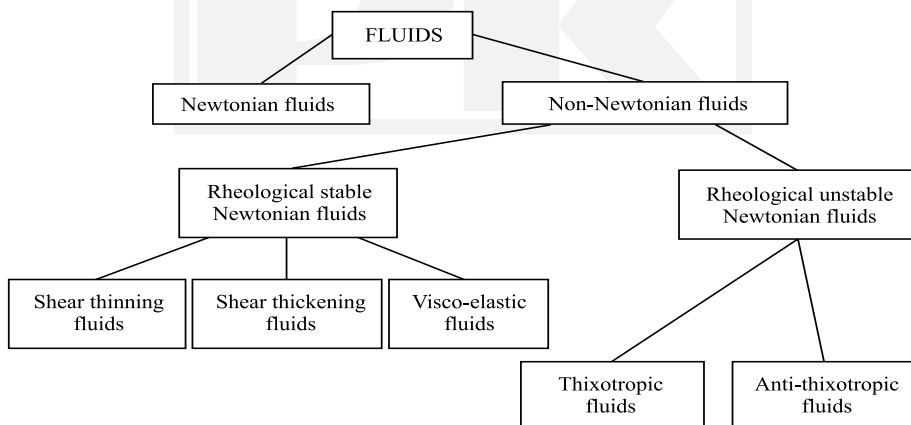 FLUIDS
Newtonian fluids
Non-Newtonian fluids
Rheological stable
Newtonian fluids
Rheological unstable
Newtonian fluids
Shear thinning
fluids
Shear thickening
fluids
Visco-elastic
fluids
Thixotropic
fluids
Anti-thixotropic
fluids